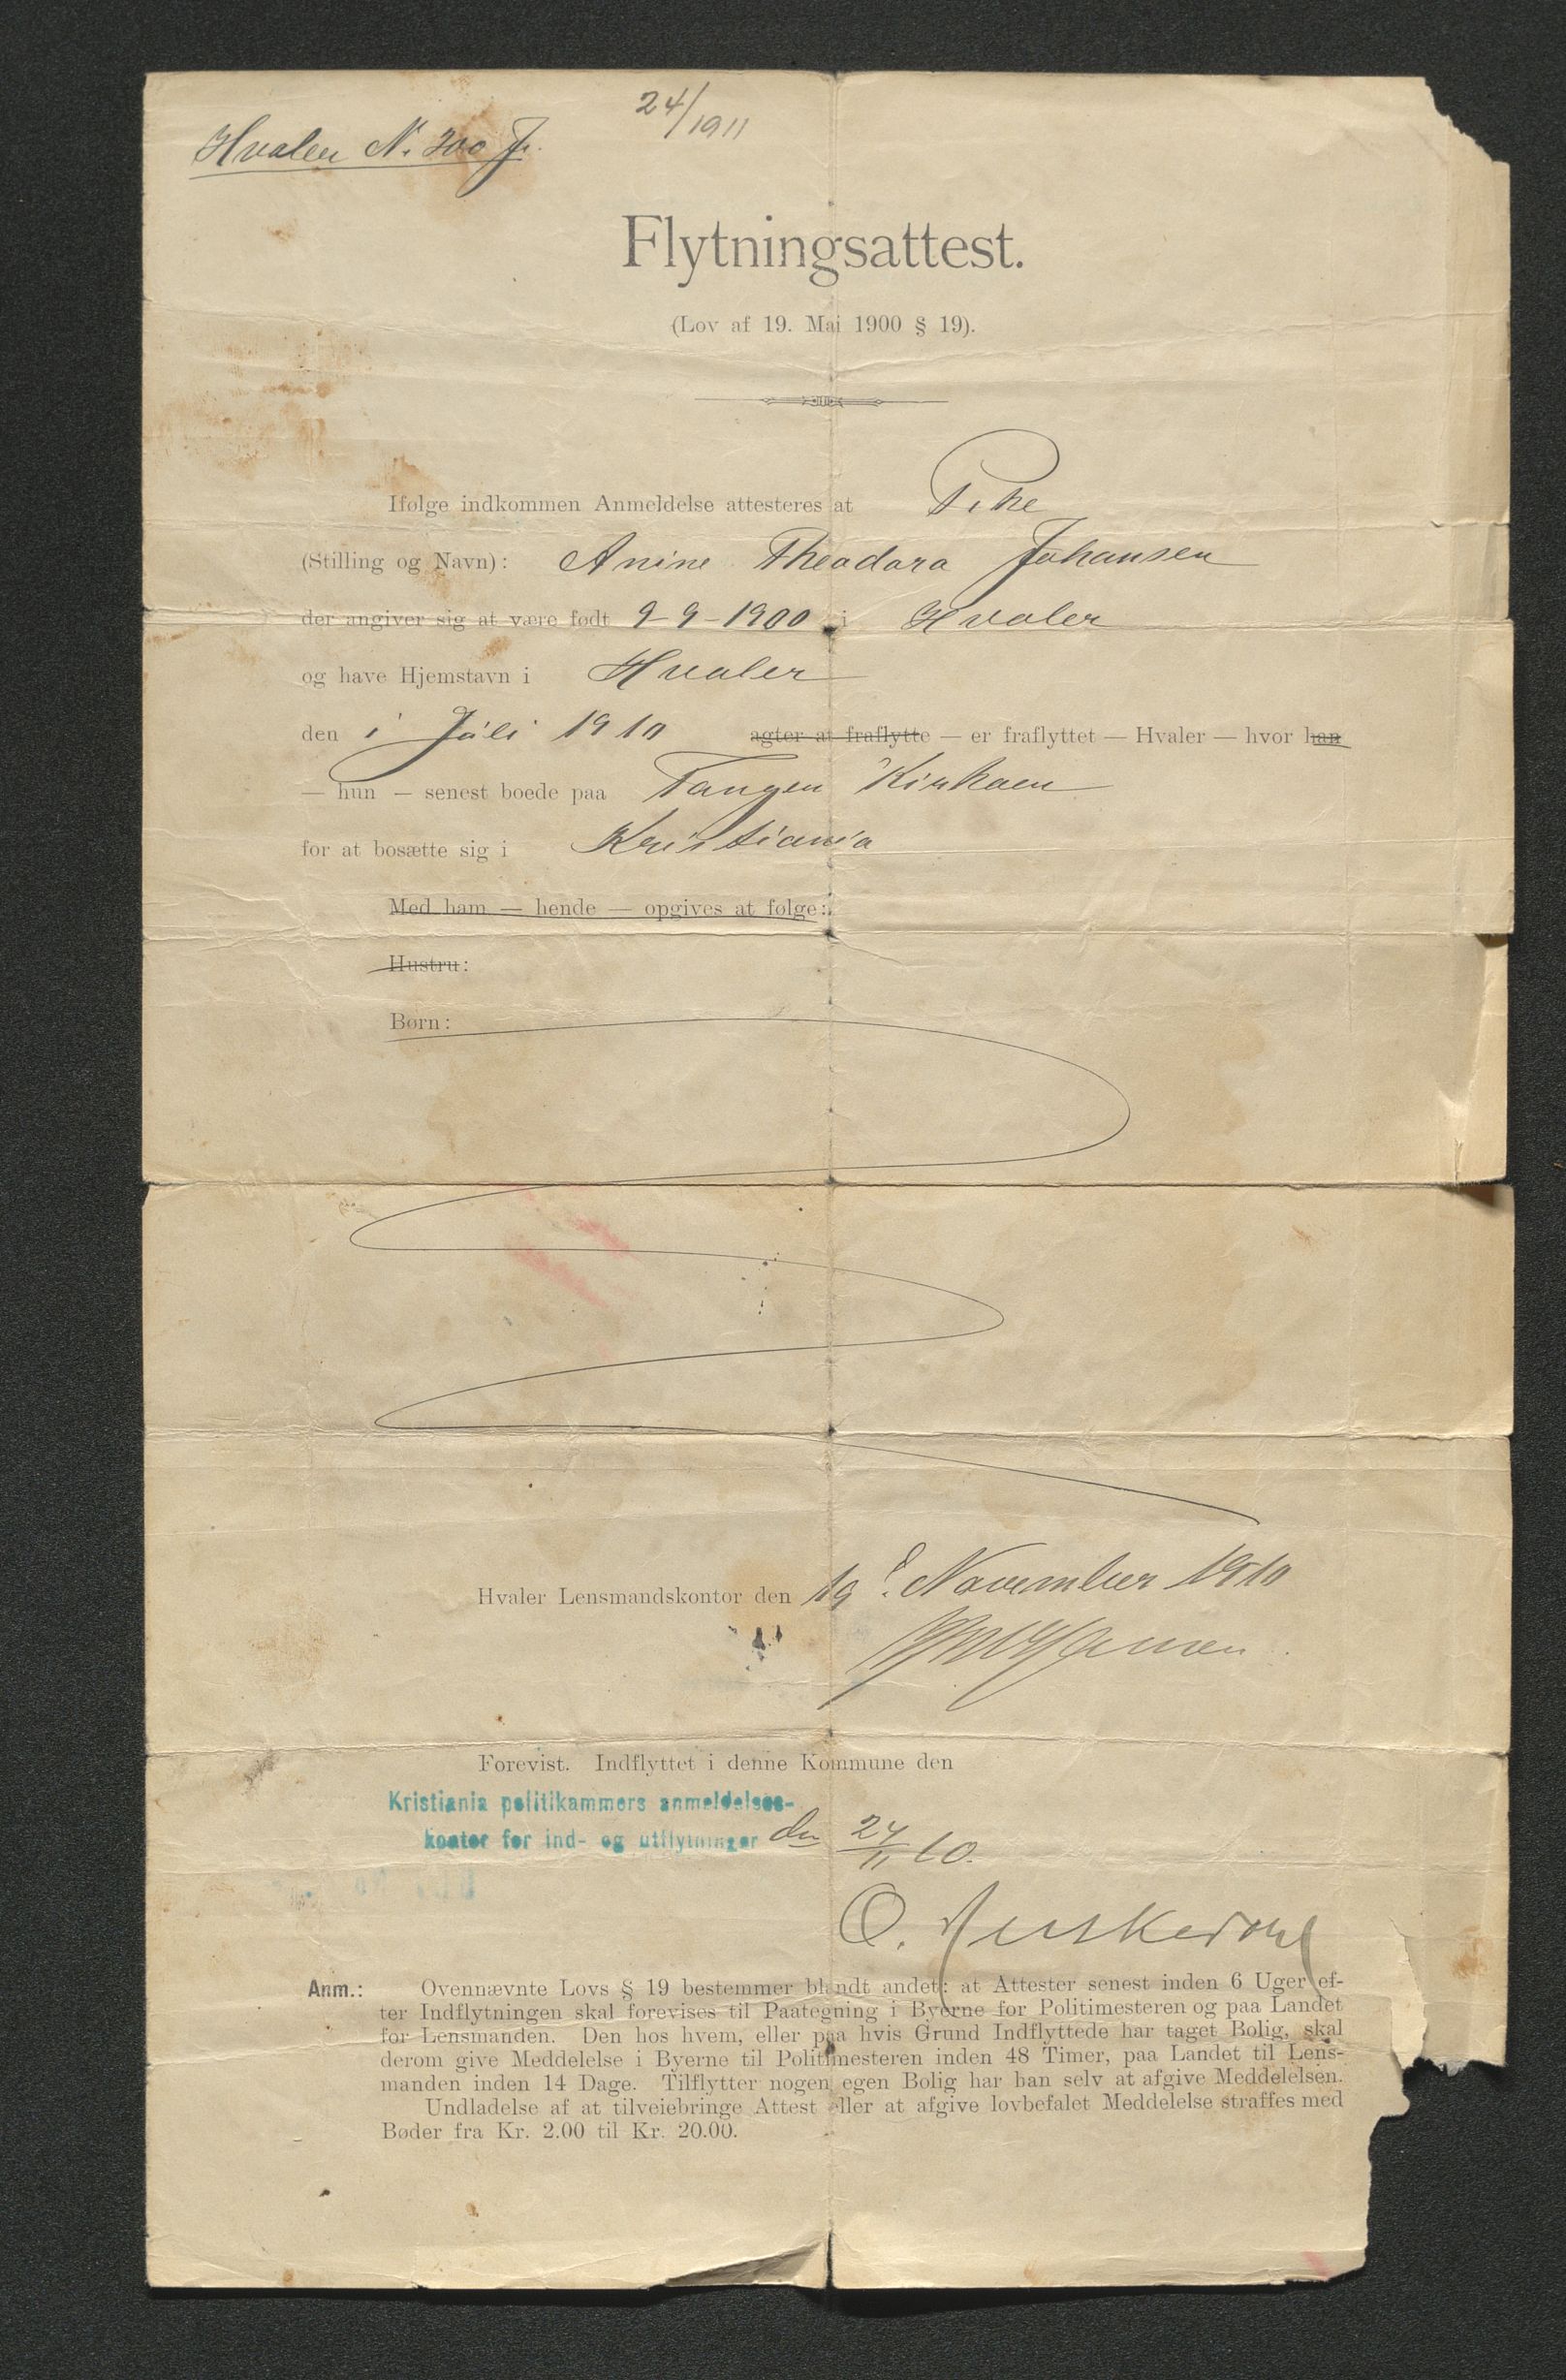 24/1911
Hvaler N. 200 Jr.
Flytningsattest.
(Lov af 19. Mai 1900 § 19).
Ifølge indkommen Anmeldelse attesteres at Pike
(Stilling og Navn): Anine Theodora Johansen
der angiver sig at være født 9-9-1900 i Hvaler
og have Hjemstavn i Hvaler
den i Juli 1910 agter at fraflytte — er fraflyttet — Hvaler — hvor han
— hun — senest boede paa Tangen Kirkøen
for at bosætte sig i Kristiania
Med ham — hende — opgives at følge:
Hustru:
Børn:
Hvaler Lensmandskontor den 19d. November 1910
Forevist. Indflyttet i denne Kommune den
Kristiania politikammers anmeldelses-
kontor for ind- og utflytninger den 24/11 10.
O.
Anm.: Ovennævnte Lovs § 19 bestemmer blandt andet: at Attester senest inden 6 Uger ef-
ter Indflytningen skal forevises til Paategning i Byerne for Politimesteren og paa Landet
for Lensmanden. Den hos hvem, eller paa hvis Grund Indflyttede har taget Bolig, skal
derom give Meddelelse i Byerne til Politimesteren inden 48 Timer, paa Landet til Lens-
manden inden 14 Dage. Tilflytter nogen egen Bolig har han selv at afgive Meddelelsen.
Undladelse af at tilveiebringe Attest eller at afgive lovbefalet Meddelelse straffes med
Bøder fra Kr. 2.00 til Kr. 20.00.